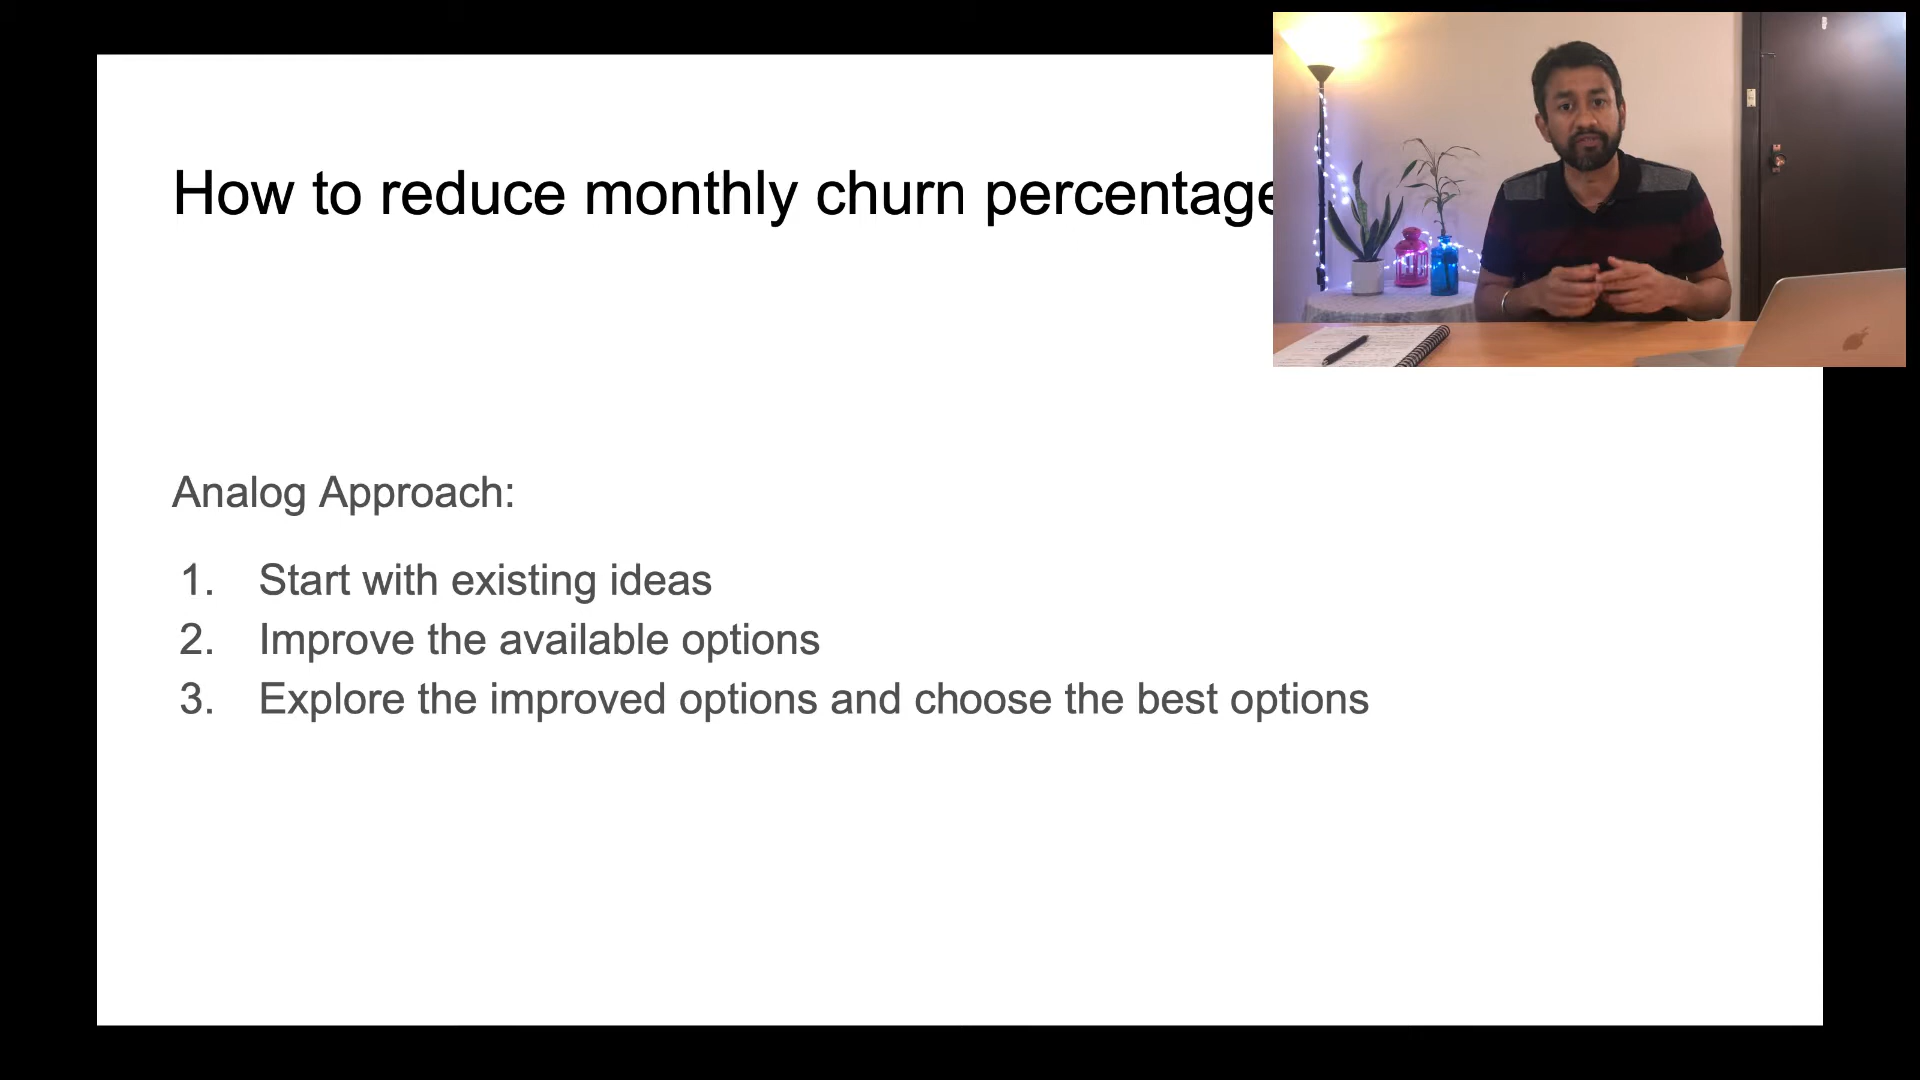 How to reduce monthly churn percentage
Analog Approach:
1. Start with existing ideas
2. Improve the available options
3. Explore the improved options and choose the best options